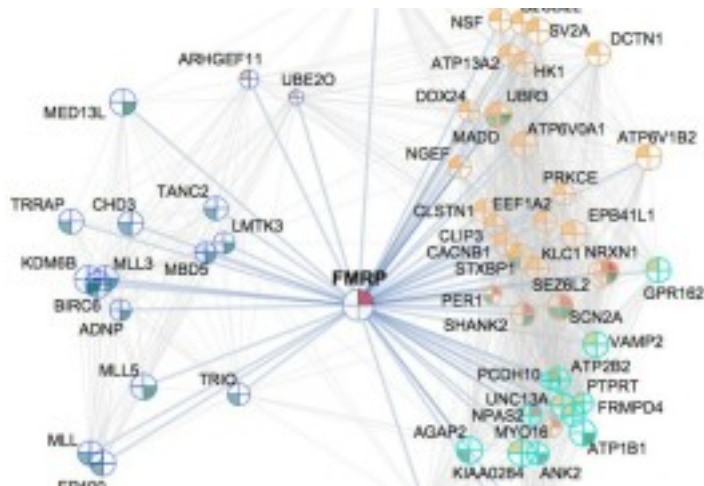 NSF
SV2A
DCTN1
ARHGEF11
ATP13A2
HK1
UBE2O
DDX24
UBR3
MED13L
MADD
ATP6V0A1
ATP6V1B2
NGEF
PRKCE
TRRAP
CHD3
TANC2
CLSTN1
EEF1A2
EPB41L1
LMTK3
CLIP3
CACNB1
KDM6B
MLL3
MBD5
STXBP1
KLC1
NRXN1
FMRP
SEZ6L2
GPR162
BIRC6
ADNP
PER1
SHANK2
SCN2A
VAMP2
MLL5
TRIO
PCDH10
ATP2B2
PTPRT
UNC13A
FRMPD4
NPAS2
MLL
AGAP2
MYO16
ATP1B1
KIAA0284
ANK2